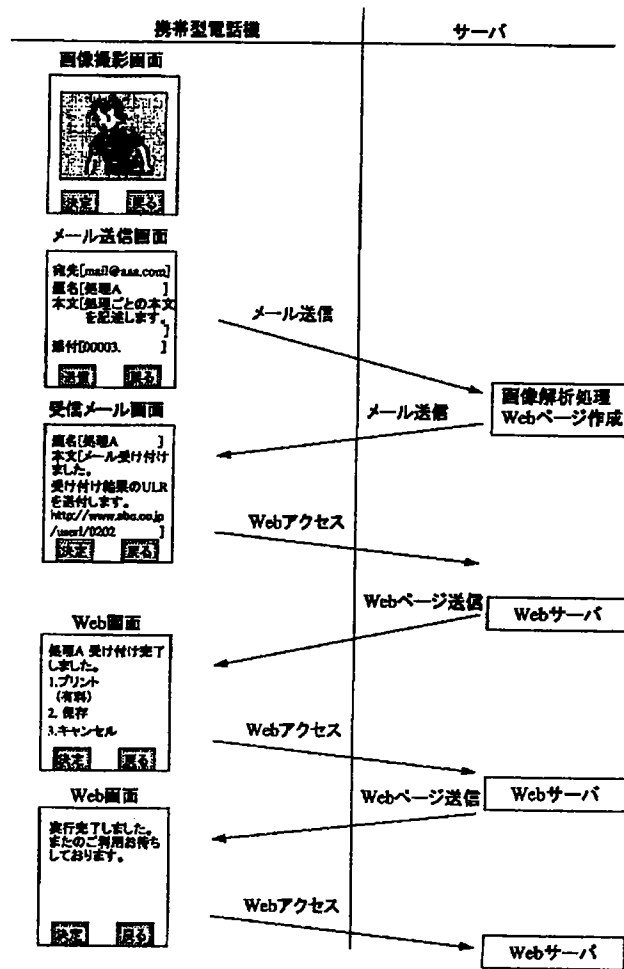 携帯型電話機
サーバ
画像撮影画面
決定 戻る
メール送信画面
宛先[mail@aaa.com]
題名[処理A ]
本文[処理ごとの本文
を記述します。
]
添付[00003. ]
送信 戻る
メール送信
画像解析処理
Webページ作成
メール送信
受信メール画面
題名[処理A ]
本文[メール受け付け
ました。
受け付け結果のULR
を送付します。
http://www.abc.co.jp
/user1/0202 ]
決定 戻る
Webアクセス
Webページ送信
Webサーバ
Web画面
処理A 受け付け完了
しました。
1.プリント
(有料)
2. 保存
3.キャンセル
決定 戻る
Webアクセス
Webページ送信
Webサーバ
Web画面
実行完了しました。
またのご利用お待ち
しております。
決定 戻る
Webアクセス
Webサーバ